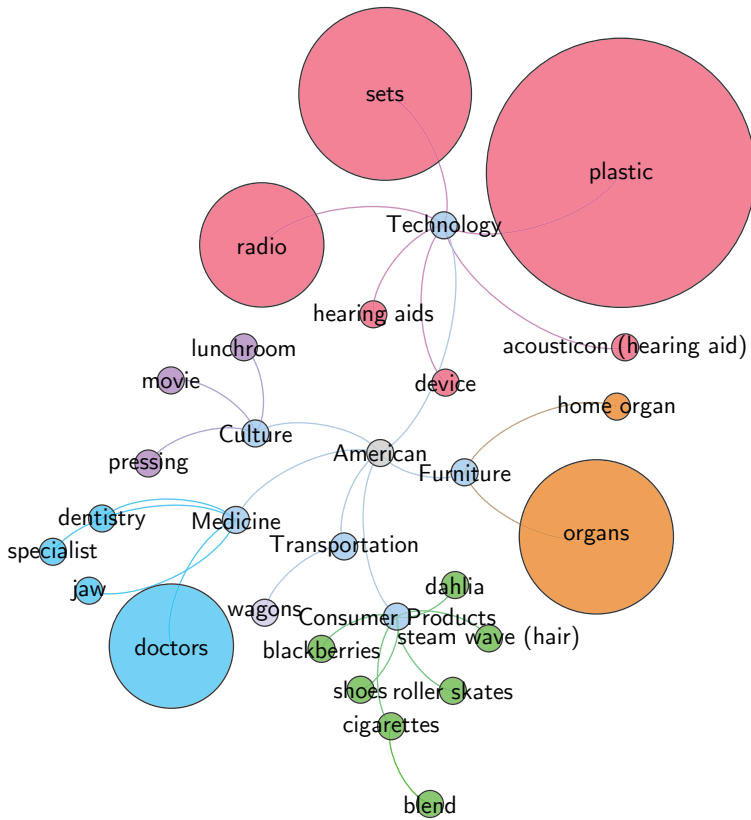 sets
plastic
Technology
radio
hearing aids
lunchroom
acousticon (hearing aid)
movie
device
home organ
Culture
American
pressing
Furniture
dentistry
Medicine
organs
specialist
Transportation
jaw
dahlia
wagons
Consumer Products
steam wave (hair)
doctors
blackberries
shoes
roller skates
cigarettes
blend